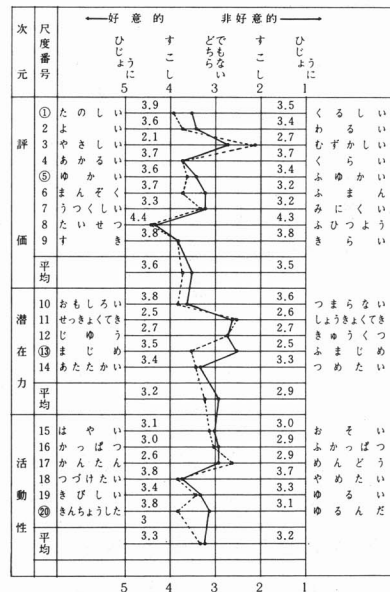 ←好意的 非好意的→
次元 尺度番号 ひじょうに すこし どちらでもない すこし ひじょうに
5 4 3 2 1
評価
① たのしい 3.9 3.5 くるしい
2 よい 3.6 3.4 わるい
3 やさしい 2.1 2.7 むずかしい
4 あかるい 3.7 3.7 くらい
⑤ ゆかい 3.6 3.4 ふゆかい
6 まんぞく 3.7 3.2 ふまん
7 うつくしい 3.3 3.2 みにくい
8 たいせつ 4.4 4.3 ふひつよう
9 すき 3.8 3.8 きらい
平均 3.6 3.5
潜在力
10 おもしろい 3.8 3.6 つまらない
11 せっきょくてき 2.5 2.6 しょうきょくてき
12 じゆう 2.7 2.7 きゅうくつ
⑬ まじめ 3.5 2.5 ふまじめ
14 あたたかい 3.4 3.3 つめたい
平均 3.2 2.9
活動性
15 はやい 3.1 3.0 おそい
16 かっぱつ 3.0 2.9 ふかっぱつ
17 かんたん 2.6 2.9 めんどう
18 つづけたい 3.8 3.7 やめたい
19 きびしい 3.4 3.3 ゆるい
⑳ きんちょうした 3.8 3.1 ゆるんだ
3
平均 3.3 3.2
5 4 3 2 1